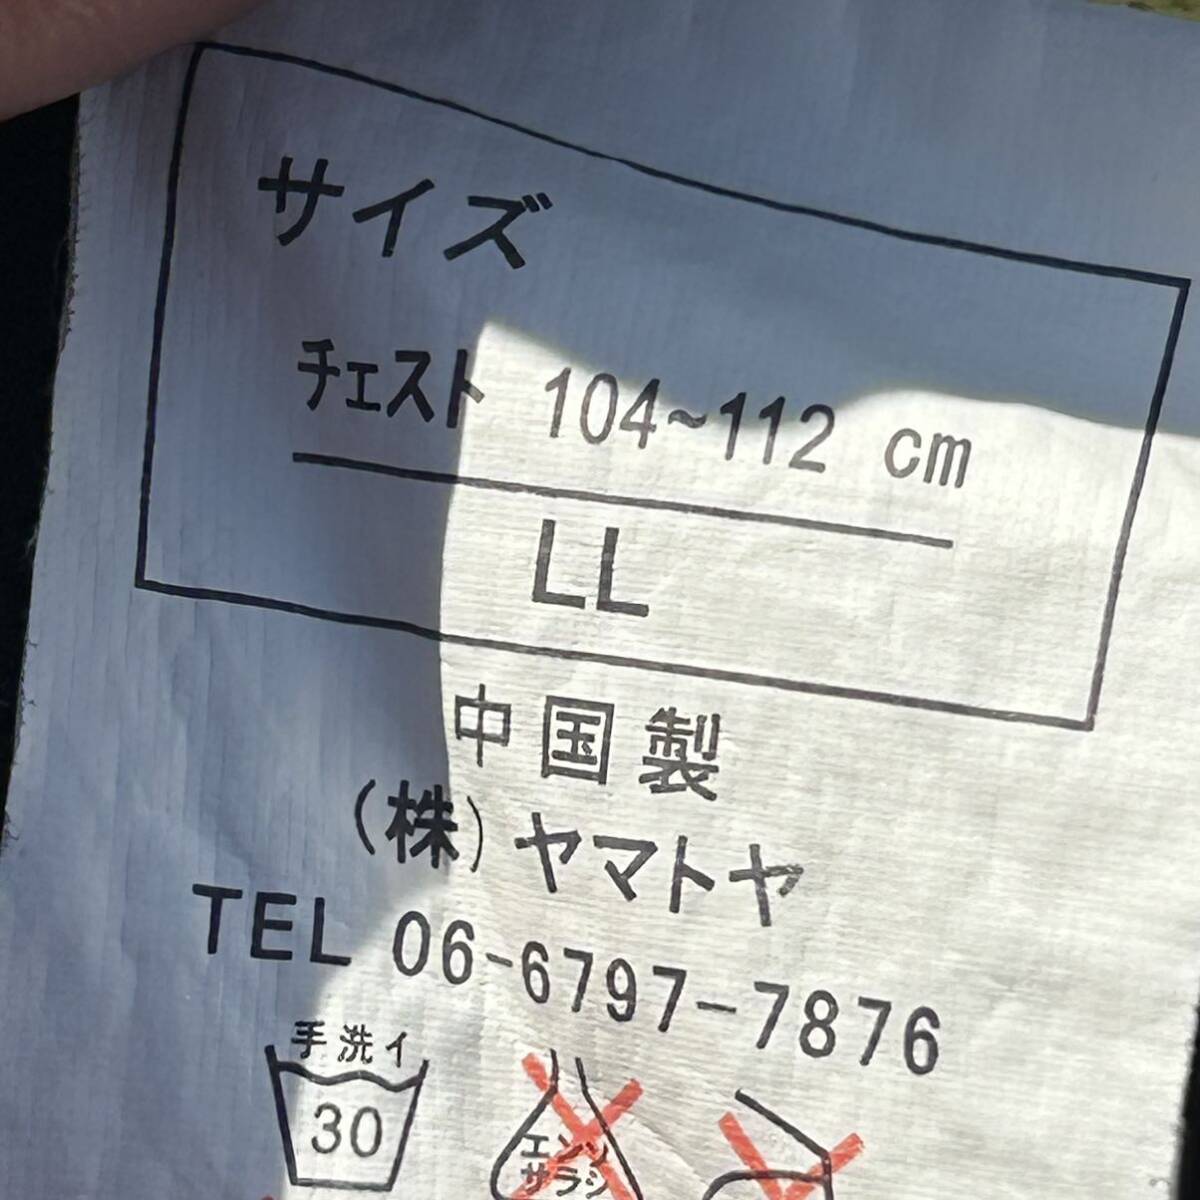 サイズ
チェスト 104~112 cm
LL
中国製
(株)ヤマトヤ
TEL 06-6797-7876
手洗イ
30
エンソ
サラシ